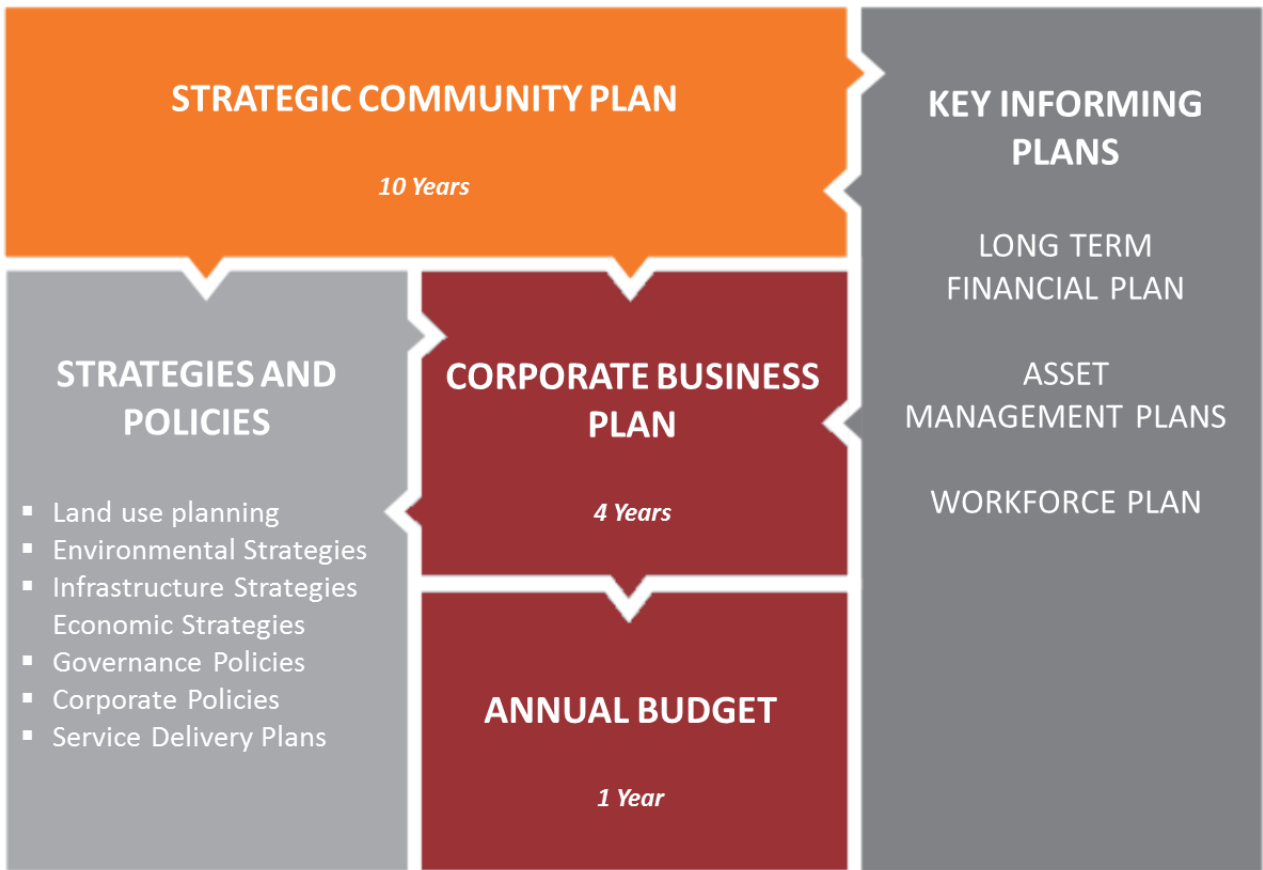 STRATEGIC COMMUNITY PLAN
10 Years
STRATEGIES AND
POLICIES
▪ Land use planning
▪ Environmental Strategies
▪ Infrastructure Strategies
Economic Strategies
▪ Governance Policies
▪ Corporate Policies
▪ Service Delivery Plans
CORPORATE BUSINESS
PLAN
4 Years
ANNUAL BUDGET
1 Year
KEY INFORMING
PLANS
LONG TERM
FINANCIAL PLAN
ASSET
MANAGEMENT PLANS
WORKFORCE PLAN